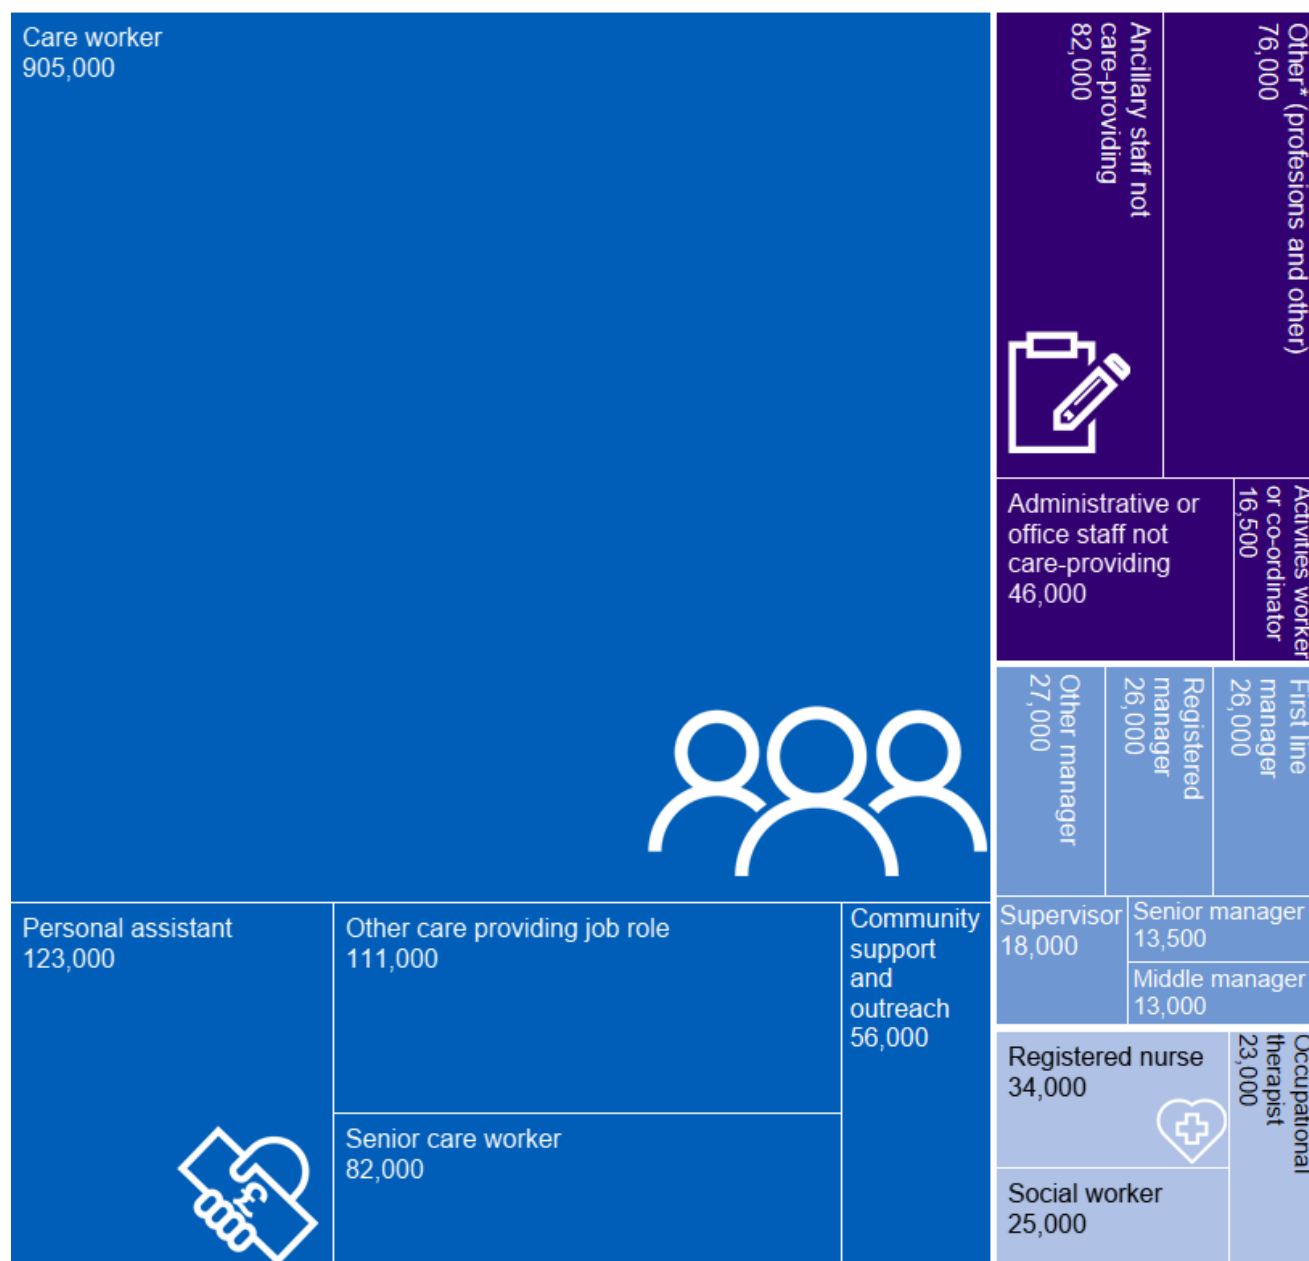 Care worker
905,000
Ancillary staff not
care-providing
82,000
Other* (profesions and other)
76,000
Administrative or
office staff not
care-providing
46,000
Activities worker
or co-ordinator
16,500
Other manager
27,000
Registered
manager
26,000
First line
manager
26,000
Supervisor
18,000
Senior manager
13,500
Middle manager
13,000
Personal assistant
123,000
Other care providing job role
111,000
Community
support
and
outreach
56,000
Senior care worker
82,000
Registered nurse
34,000
Occupational
therapist
23,000
Social worker
25,000
£